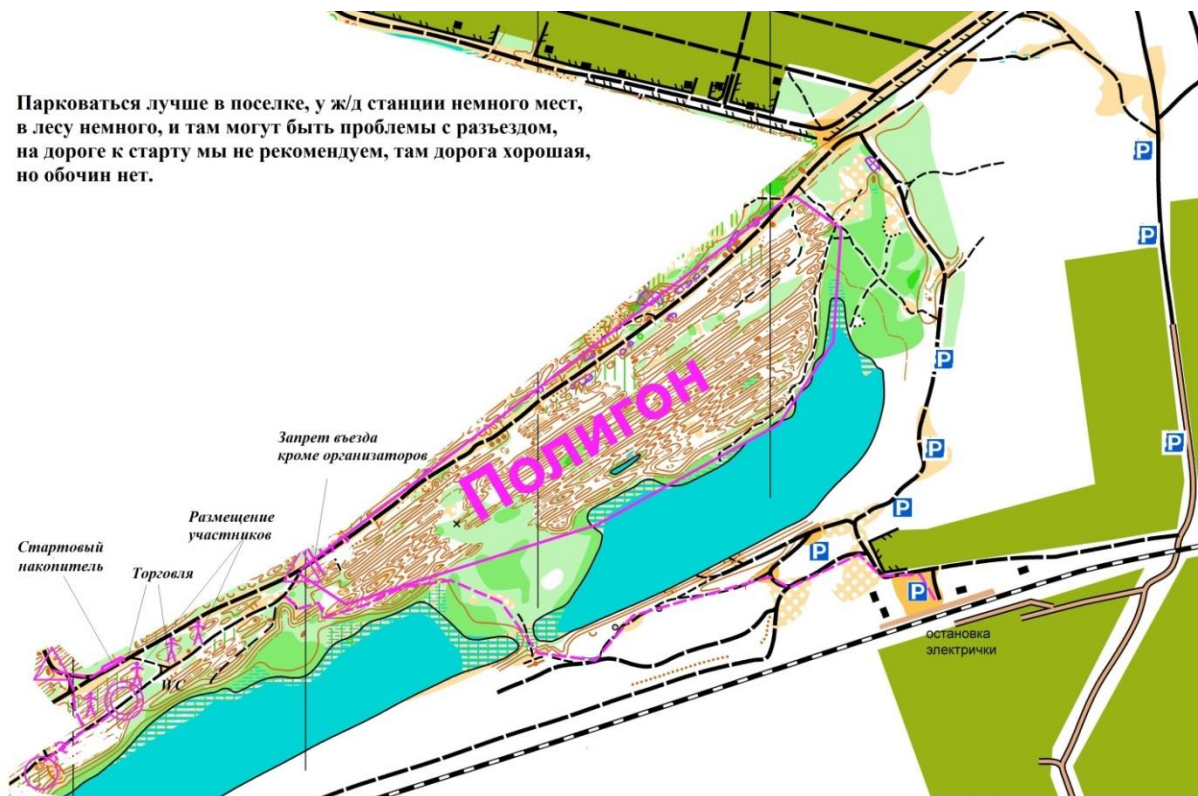 Парковаться лучше в поселке, у ж/д станции немного мест,
в лесу немного, и там могут быть проблемы с разъездом,
на дороге к старту мы не рекомендуем, там дорога хорошая,
но обочин нет.
P
P
P
Полигон
Запрет въезда
кроме организаторов
P
P
Размещение
участников
P
Стартовый
накопитель
Торговля
P
P
остановка
электрички
WC